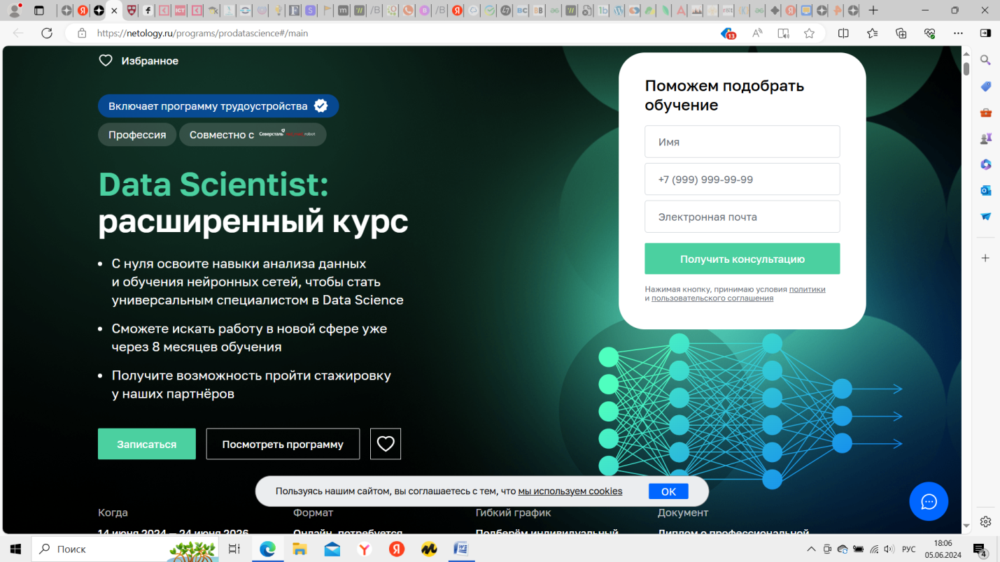 https://netology.ru/programs/prodatascience#/main
13
Избранное
Включает программу трудоустройства
Профессия
Совместно с Северсталь robot
Data Scientist:
расширенный курс
С нуля освоите навыки анализа данных
и обучения нейронных сетей, чтобы стать
универсальным специалистом в Data Science
Сможете искать работу в новой сфере уже
через 8 месяцев обучения
Получите возможность пройти стажировку
у наших партнёров
Записаться
Посмотреть программу
Поможем подобрать
обучение
Имя
+7 (999) 999-99-99
Электронная почта
Получить консультацию
Нажимая кнопку, принимаю условия политики
и пользовательского соглашения
Пользуясь нашим сайтом, вы соглашаетесь с тем, что мы используем cookies
OK
Когда
Формат
Гибкий график
Документ
14 июня 2024 — 24 июня 2026
Онлайн, потребуется
Подберём индивидуальный
Диплом о профессиональной
Поиск
РУС
18:06
05.06.2024
4